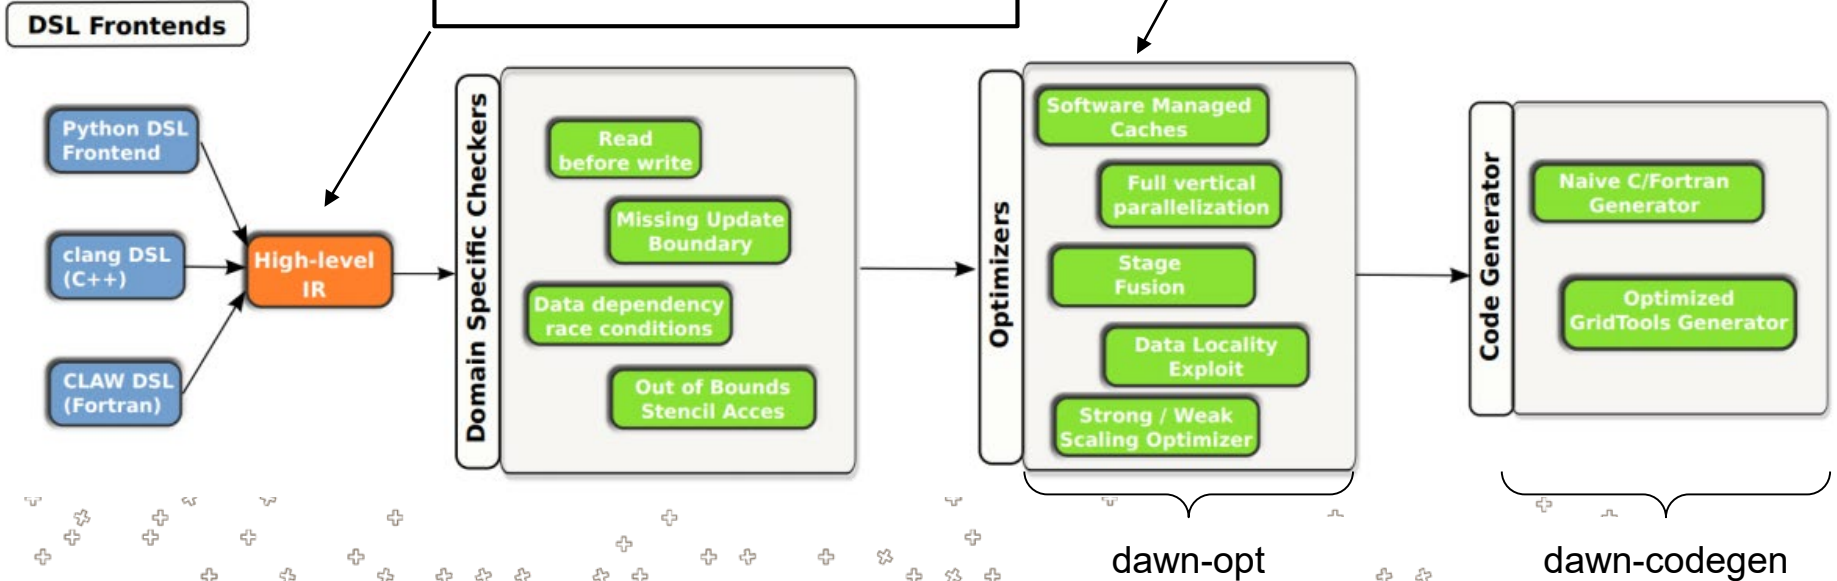 DSL Frontends
Python DSL
Frontend
clang DSL
(C++)
CLAW DSL
(Fortran)
High-level
IR
Domain Specific Checkers
Read
before write
Missing Update
Boundary
Data dependency
race conditions
Out of Bounds
Stencil Acces
Optimizers
Software Managed
Caches
Full vertical
parallelization
Stage
Fusion
Data Locality
Exploit
Strong / Weak
Scaling Optimizer
Code Generator
Naive C/Fortran
Generator
Optimized
GridTools Generator
dawn-opt
dawn-codegen